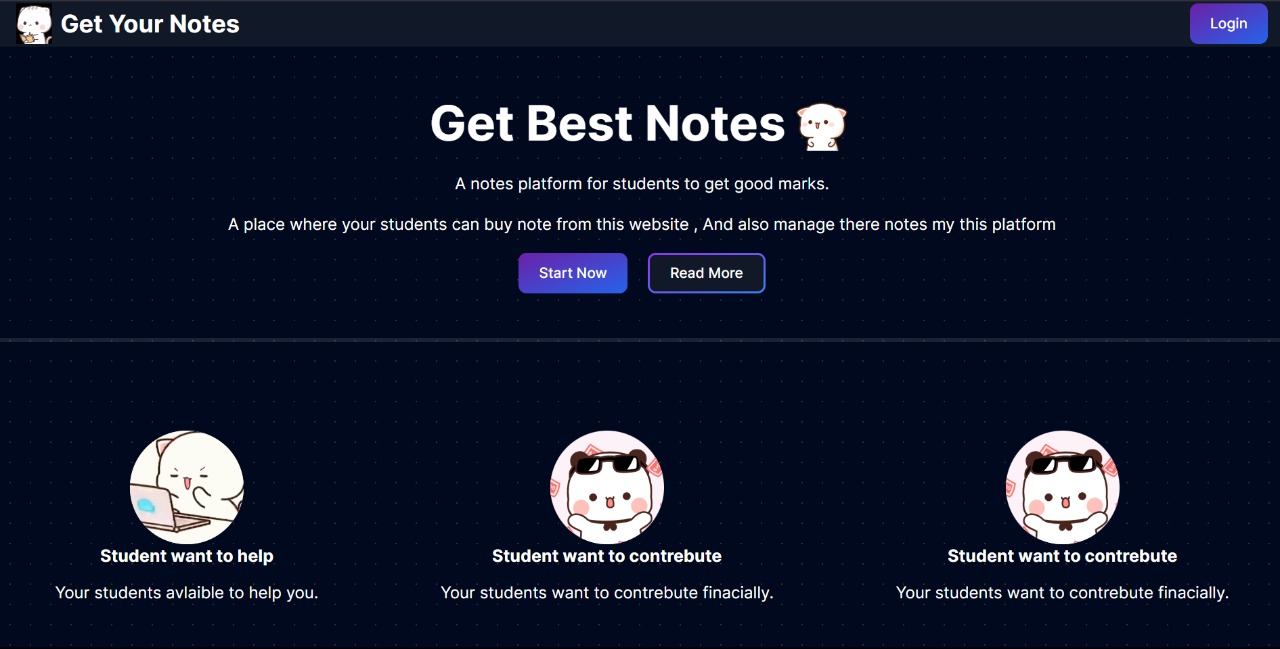 Get Your Notes
Login
Get Best Notes
A notes platform for students to get good marks.
A place where your students can buy note from this website , And also manage there notes my this platform
Start Now
Read More
Student want to help
Your students avlaible to help you.
Student want to contrebute
Your students want to contrebute finacially.
Student want to contrebute
Your students want to contrebute finacially.